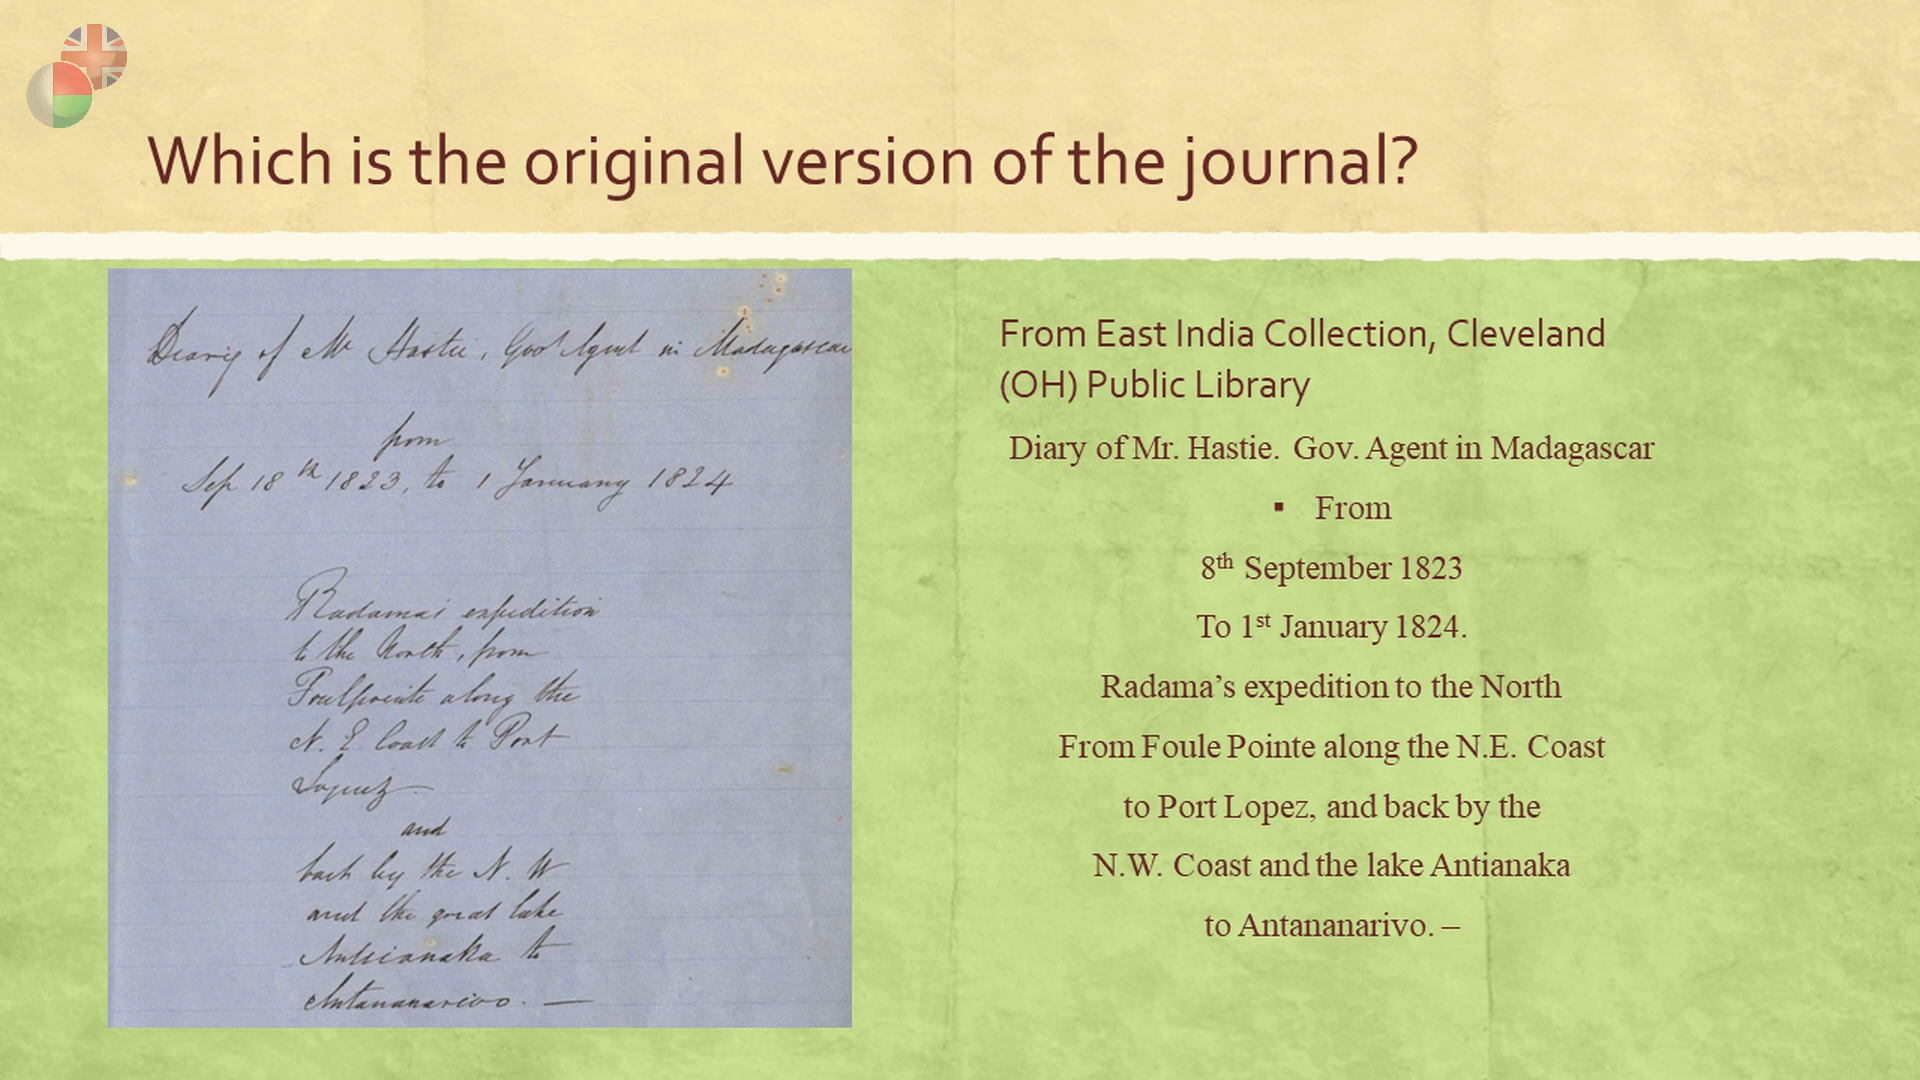 Which is the original version of the journal?
Diary of Mr Hastie, Govt Agent in Madagascar
from
Sep 18th 1823, to 1 January 1824
Radama's expedition
to the North, from
Foulpointe along the
N. E Coast to Port
Lopez
and
back by the N. W
and the great lake
Antsianaka to
Antananarivo. —
From East India Collection, Cleveland
(OH) Public Library
Diary of Mr. Hastie. Gov. Agent in Madagascar
▪ From
8th September 1823
To 1st January 1824.
Radama’s expedition to the North
From Foule Pointe along the N.E. Coast
to Port Lopez, and back by the
N.W. Coast and the lake Antianaka
to Antananarivo. –